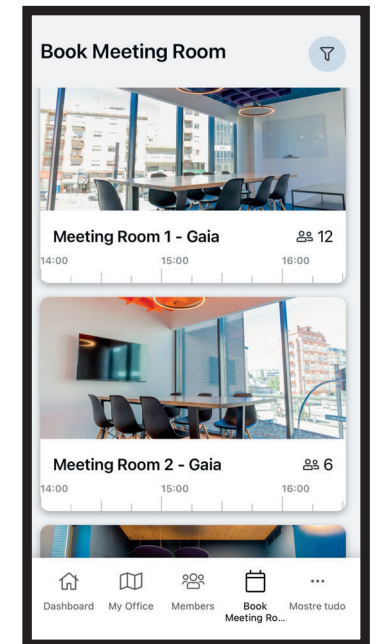 Book Meeting Room
Meeting Room 1 - Gaia 12
14:00 15:00 16:00
Meeting Room 2 - Gaia 6
14:00 15:00 16:00
Dashboard My Office Members Book Meeting Ro... Mostre tudo